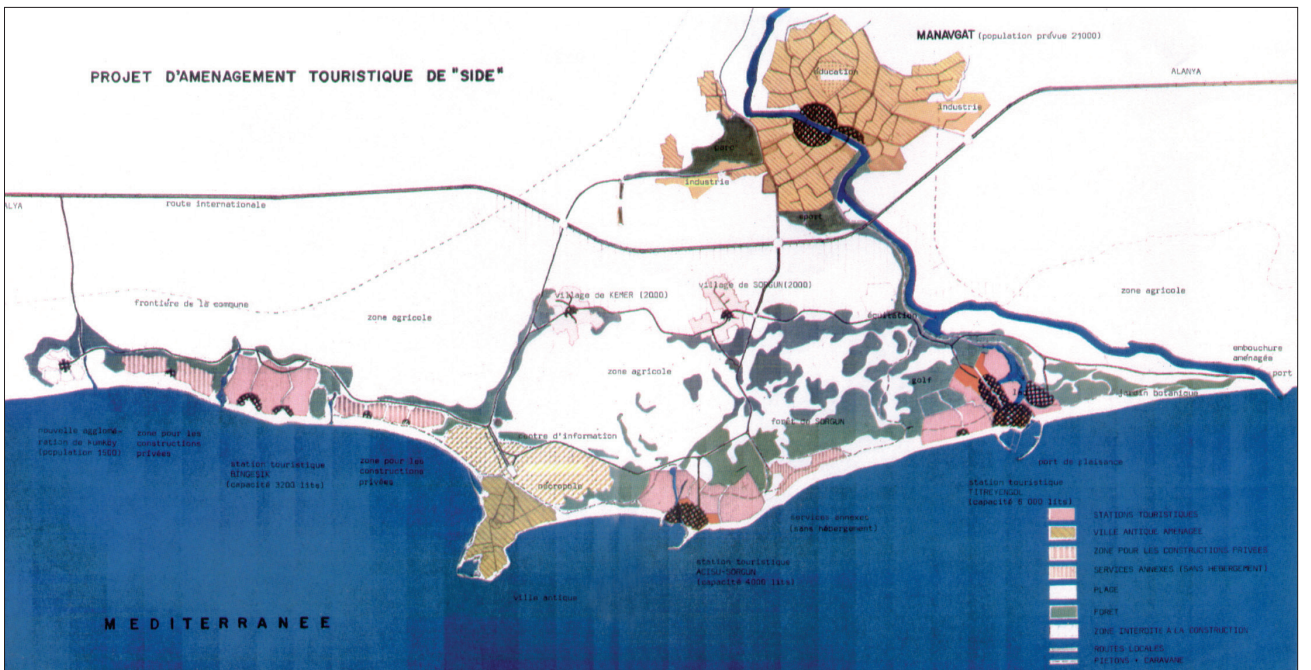 PROJET D'AMENAGEMENT TOURISTIQUE DE "SIDE"
MANAVGAT (population prévue 21000)
ALANYA
éducation
industrie
parc
industrie
sport
ALYA
route internationale
frontière de la commune
zone agricole
village de KEMER (2000)
village de SORGUN (2000)
zone agricole
équitation
embouchure
aménagée
port
zone agricole
golf
jardin botanique
forêt de SORGUN
centre d'information
nécropole
nouvelle agglomé-
ration de KUMKÖY
(population 1500)
zone pour les
constructions
privées
station touristique
BINGESIK
(capacité 3200 lits)
zone pour les
constructions
privées
port de plaisance
station touristique
TITREYENGOL
(capacité 8 000 lits)
services annexes
(sans hébergement)
station touristique
ACISU-SORGUN
(capacité 4000 lits)
ville antique
MEDITERRANEE
STATIONS TOURISTIQUES
VILLE ANTIQUE AMENAGEE
ZONE POUR LES CONSTRUCTIONS PRIVEES
SERVICES ANNEXES (SANS HEBERGEMENT)
PLAGE
FORET
ZONE INTERDITE A LA CONSTRUCTION
ROUTES LOCALES
PIETONS + CARAVANE